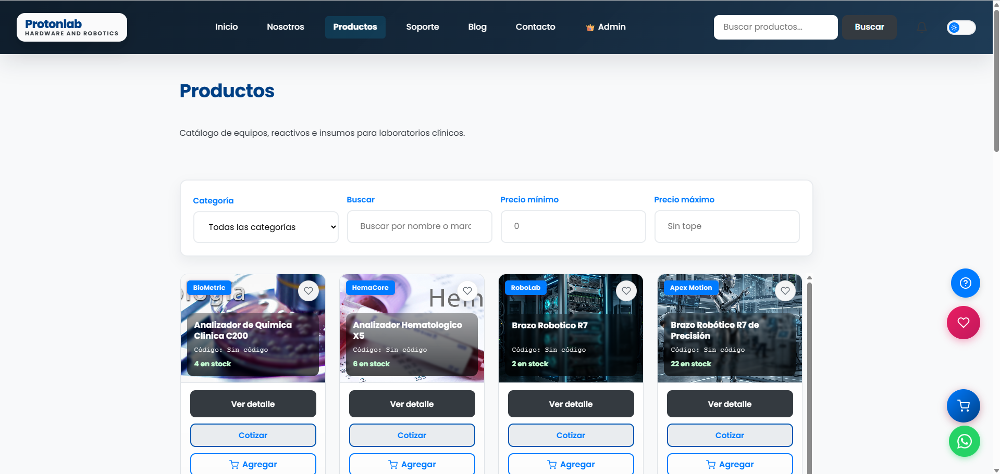 Protonlab
HARDWARE AND ROBOTICS
Inicio
Nosotros
Productos
Soporte
Blog
Contacto
Admin
Buscar productos...
Buscar
Productos
Catálogo de equipos, reactivos e insumos para laboratorios clínicos.
Categoría
Buscar
Precio mínimo
Precio máximo
Todas las categorías
Buscar por nombre o marc
0
Sin tope
BioMetric
Analizador de Quimica
Clinica C200
Código: Sin código
4 en stock
Ver detalle
Cotizar
Agregar
HemaCore
Hem
Analizador Hematologico
X5
Código: Sin código
6 en stock
Ver detalle
Cotizar
Agregar
RoboLab
Brazo Robotico R7
Código: Sin código
2 en stock
Ver detalle
Cotizar
Agregar
Apex Motion
Brazo Robótico R7 de
Precisión
Código: Sin código
22 en stock
Ver detalle
Cotizar
Agregar